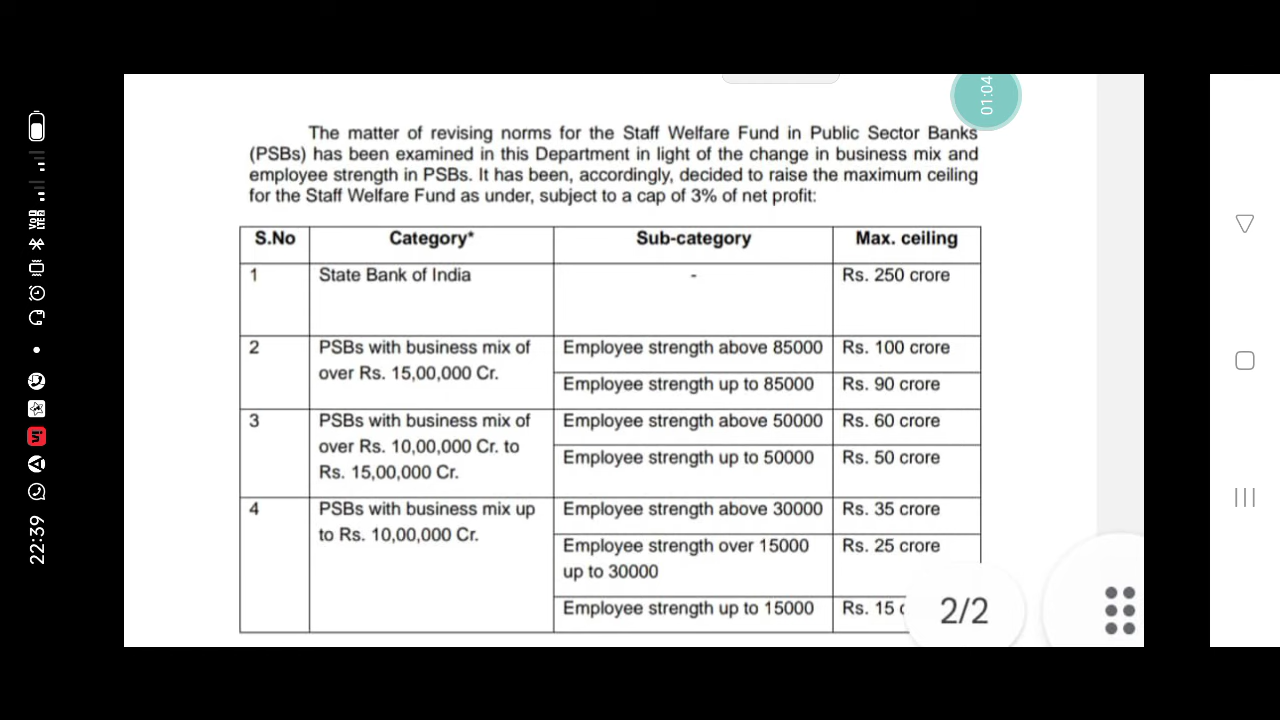 The matter of revising norms for the Staff Welfare Fund in Public Sector Banks
(PSBs) has been examined in this Department in light of the change in business mix and
employee strength in PSBs. It has been, accordingly, decided to raise the maximum ceiling
for the Staff Welfare Fund as under, subject to a cap of 3% of net profit:
S.No Category* Sub-category Max. ceiling
1 State Bank of India - Rs. 250 crore
2 PSBs with business mix of Employee strength above 85000 Rs. 100 crore
over Rs. 15,00,000 Cr.
Employee strength up to 85000 Rs. 90 crore
3 PSBs with business mix of Employee strength above 50000 Rs. 60 crore
over Rs. 10,00,000 Cr. to
Employee strength up to 50000 Rs. 50 crore
Rs. 15,00,000 Cr.
4 PSBs with business mix up Employee strength above 30000 Rs. 35 crore
to Rs. 10,00,000 Cr.
Employee strength over 15000 Rs. 25 crore
up to 30000
Employee strength up to 15000 Rs. 15
2/2
01:04
22:39